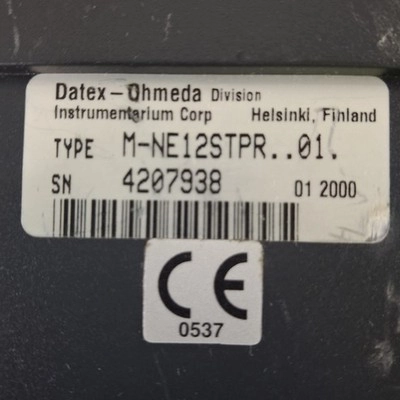 Datex-Ohmeda Division
Instrumentarium Corp Helsinki, Finland
TYPE M-NE12STPR..01.
SN 4207938 01 2000
CE
0537